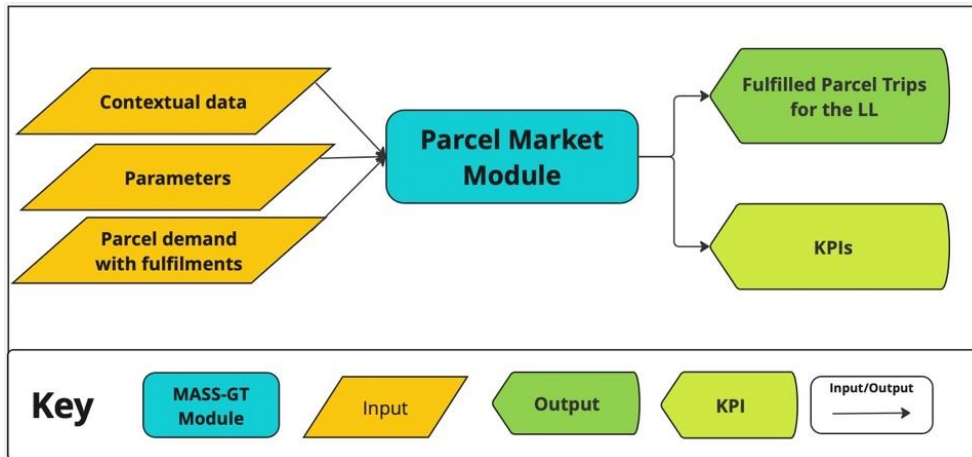 Contextual data
Parameters
Parcel demand
with fulfilments
Parcel Market
Module
Fulfilled Parcel Trips
for the LL
KPIs
Key
MASS-GT
Module
Input
Output
KPI
Input/Output